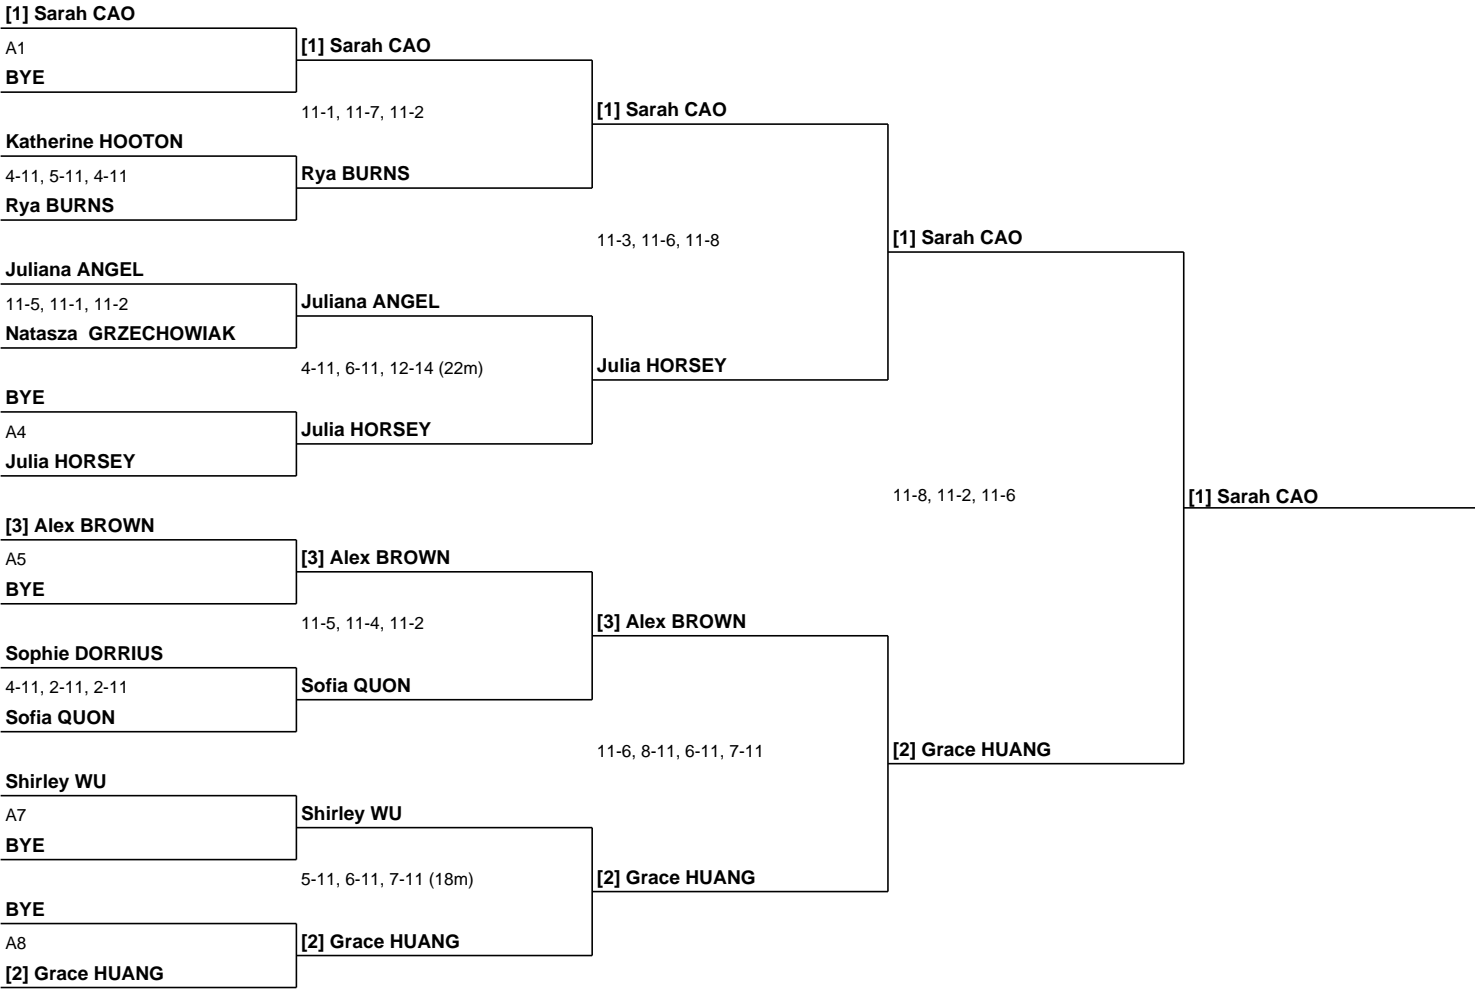 [1] Sarah CAO
A1
BYE
Katherine HOOTON
4-11, 5-11, 4-11
Rya BURNS
Juliana ANGEL
11-5, 11-1, 11-2
Natasza  GRZECHOWIAK
BYE
A4
Julia HORSEY
[3] Alex BROWN
A5
BYE
Sophie DORRIUS
4-11, 2-11, 2-11
Sofia QUON
Shirley WU
A7
BYE
BYE
A8
[2] Grace HUANG
[1] Sarah CAO
11-1, 11-7, 11-2
Rya BURNS
Juliana ANGEL
4-11, 6-11, 12-14 (22m)
Julia HORSEY
[3] Alex BROWN
11-5, 11-4, 11-2
Sofia QUON
Shirley WU
5-11, 6-11, 7-11 (18m)
[2] Grace HUANG
[1] Sarah CAO
11-3, 11-6, 11-8
Julia HORSEY
[3] Alex BROWN
11-6, 8-11, 6-11, 7-11
[2] Grace HUANG
[1] Sarah CAO
11-8, 11-2, 11-6
[2] Grace HUANG
[1] Sarah CAO